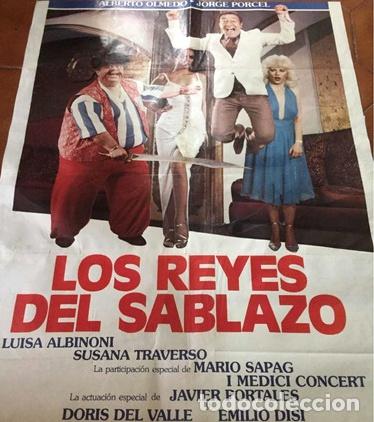 ALBERTO OLMEDO - JORGE PORCEL
LOS REYES
DEL SABLAZO
LUISA ALBINONI
SUSANA TRAVERSO
La participación especial de MARIO SAPAG
I MEDICI CONCERT
La actuación especial de JAVIER PORTALES
DORIS DEL VALLE EMILIO DISI
todocoleccion